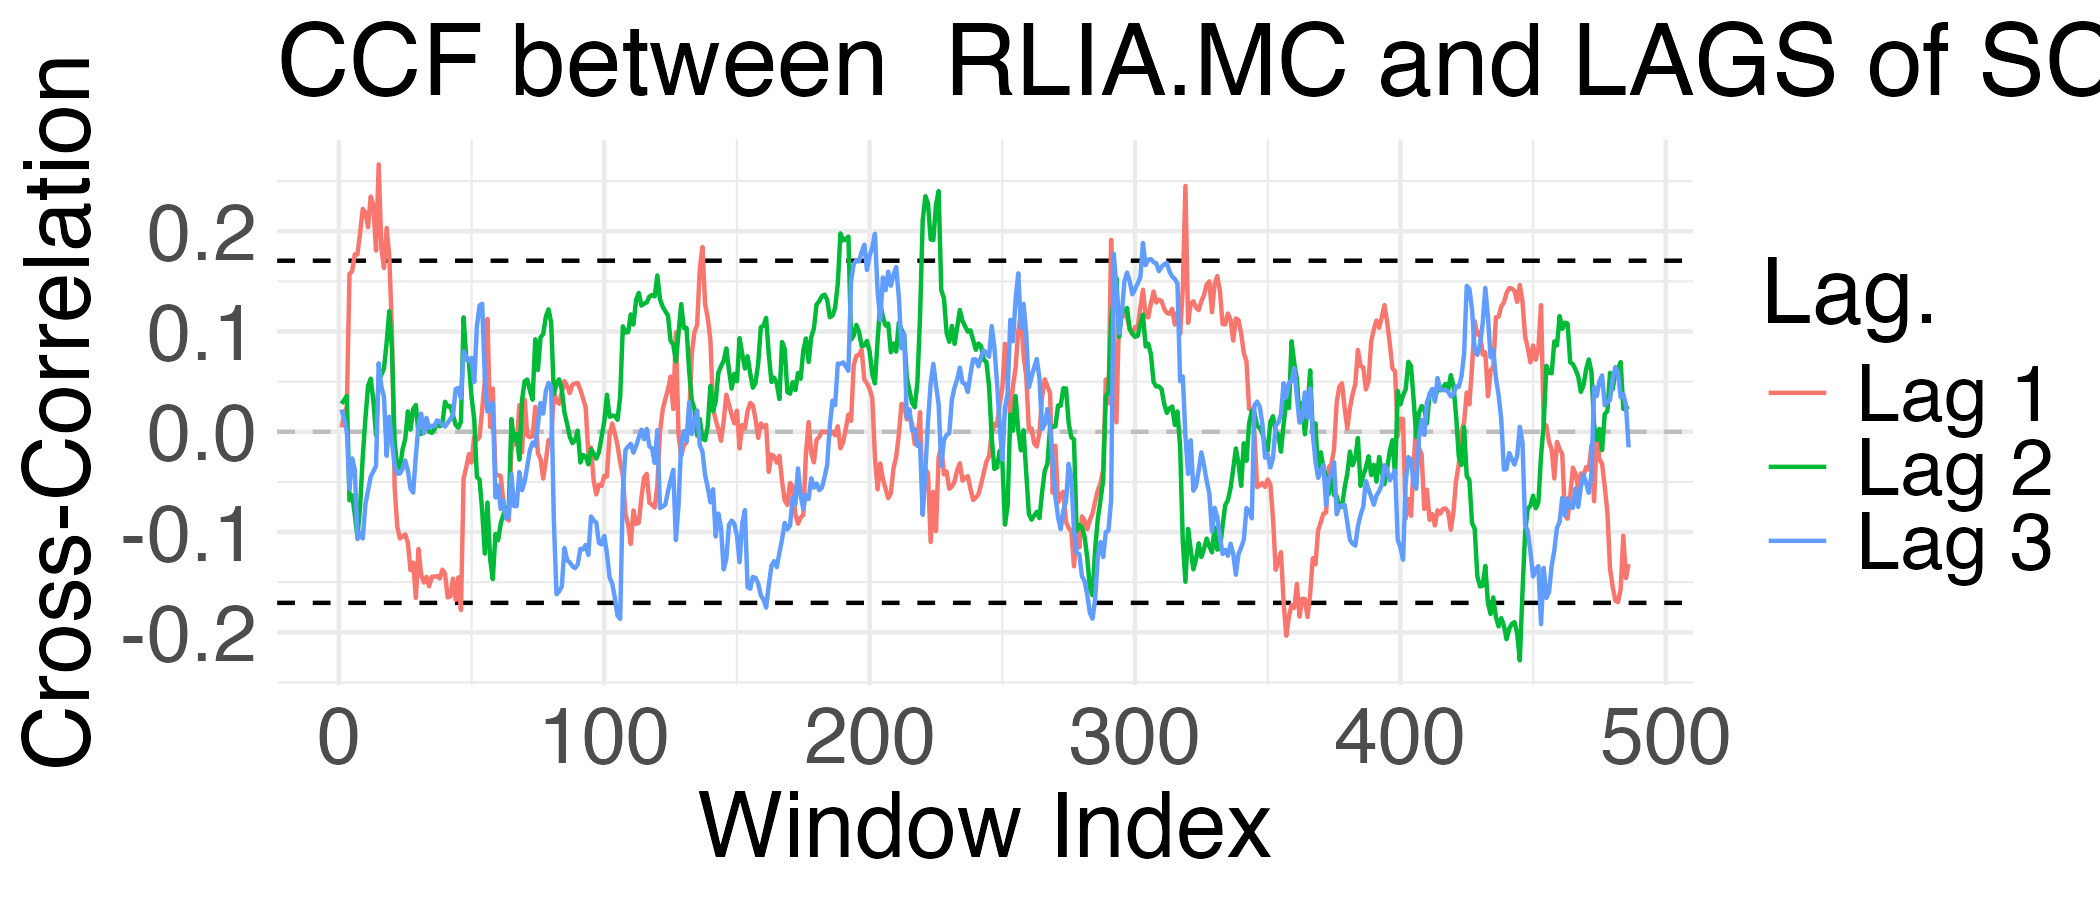 CCF between RLIA.MC and LAGS of SC
Cross-Correlation
0.2
0.1
0.0
-0.1
-0.2
0 100 200 300 400 500
Window Index
Lag.
Lag 1
Lag 2
Lag 3